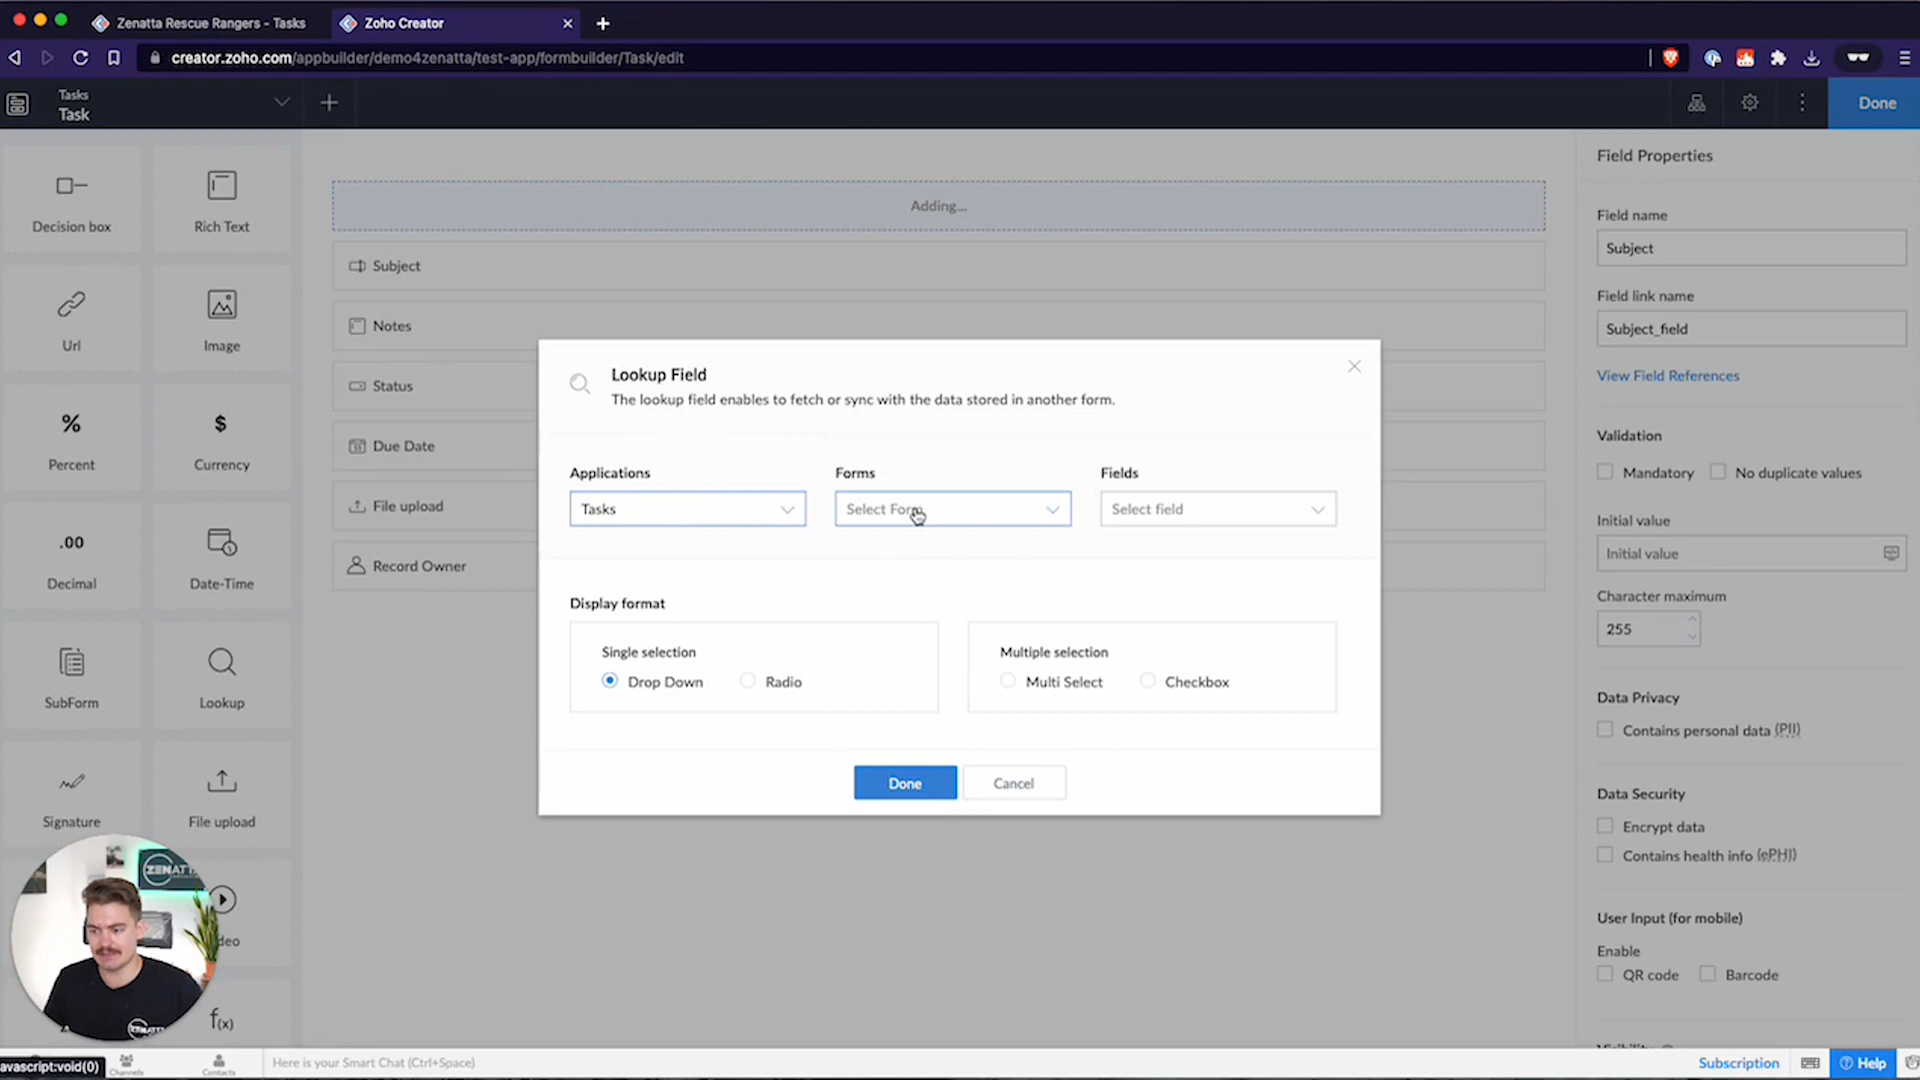 Zenatta Rescue Rangers - Tasks
Zoho Creator
creator.zoho.com/appbuilder/demo4zenatta/test-app/formbuilder/Task/edit
Tasks
Task
Done
Decision box
Rich Text
Url
Image
Percent
Currency
.00
Decimal
Date-Time
SubForm
Lookup
Signature
File upload
f(x)
Adding...
Subject
Notes
Status
Due Date
File upload
Record Owner
Lookup Field
The lookup field enables to fetch or sync with the data stored in another form.
Applications
Forms
Fields
Tasks
Select Form
Select field
Display format
Single selection
Drop Down
Radio
Multiple selection
Multi Select
Checkbox
Done
Cancel
Field Properties
Field name
Subject
Field link name
Subject_field
View Field References
Validation
Mandatory
No duplicate values
Initial value
Initial value
Character maximum
255
Data Privacy
Contains personal data (PII)
Data Security
Encrypt data
Contains health info (ePHI)
User Input (for mobile)
Enable
QR code
Barcode
ZENATTA
avascript:void(0)
Channels
Contacts
Here is your Smart Chat (Ctrl+Space)
Subscription
Help